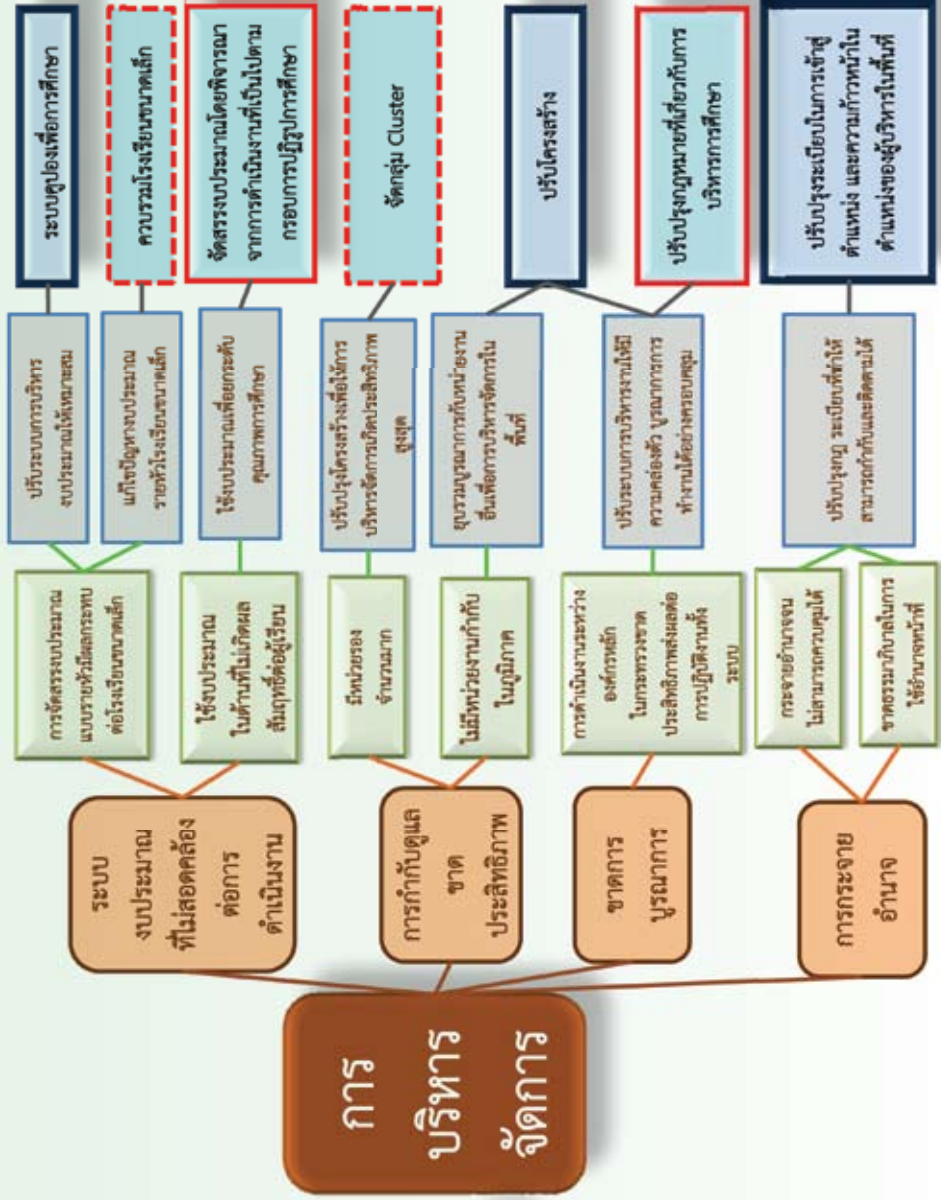 การ
บริหาร
จัดการ
ระบบ
งบประมาณ
ที่ไม่สอดคล้อง
ต่อการ
ดำเนินงาน
การกำกับดูแล
ขาด
ประสิทธิภาพ
ขาดการ
บูรณาการ
การกระจาย
อำนาจ
การจัดสรรงบประมาณ
แบบรายหัวมีผลกระทบ
ต่อโรงเรียนขนาดเล็ก
ใช้งบประมาณ
ในด้านที่ไม่เกิดผล
สัมฤทธิ์ต่อผู้เรียน
มีหน่วยรอง
จำนวนมาก
ไม่มีหน่วยงานกำกับ
ในภูมิภาค
การดำเนินงานระหว่าง
องค์กรหลัก
ในกระทรวงขาด
ประสิทธิภาพส่งผลต่อ
การปฏิบัติงานทั้ง
ระบบ
กระจายอำนาจจน
ไม่สามารถควบคุมได้
ขาดธรรมาภิบาลในการ
ใช้อำนาจหน้าที่
ปรับระบบการบริหาร
งบประมาณให้เหมาะสม
แก้ไขปัญหางบประมาณ
รายหัวโรงเรียนขนาดเล็ก
ใช้งบประมาณเพื่อยกระดับ
คุณภาพการศึกษา
ปรับปรุงโครงสร้างเพื่อให้การ
บริหารจัดการเกิดประสิทธิภาพ
สูงสุด
ยุบรวมบูรณาการกับหน่วยงาน
อื่นเพื่อการบริหารจัดการใน
พื้นที่
ปรับระบบการบริหารงานให้มี
ความคล่องตัว บูรณาการการ
ทำงานได้อย่างครอบคลุม
ปรับปรุงกฎ ระเบียบที่ทำให้
สามารถกำกับและติดตามได้
ระบบคูปองเพื่อการศึกษา
ควบรวมโรงเรียนขนาดเล็ก
จัดสรรงบประมาณโดยพิจารณา
จากการดำเนินงานที่เป็นไปตาม
กรอบการปฏิรูปการศึกษา
จัดกลุ่ม Cluster
ปรับโครงสร้าง
ปรับปรุงกฎหมายที่เกี่ยวกับการ
บริหารการศึกษา
ปรับปรุงระเบียบในการเข้าสู่
ตำแหน่ง และความก้าวหน้าใน
ตำแหน่งของผู้บริหารในพื้นที่